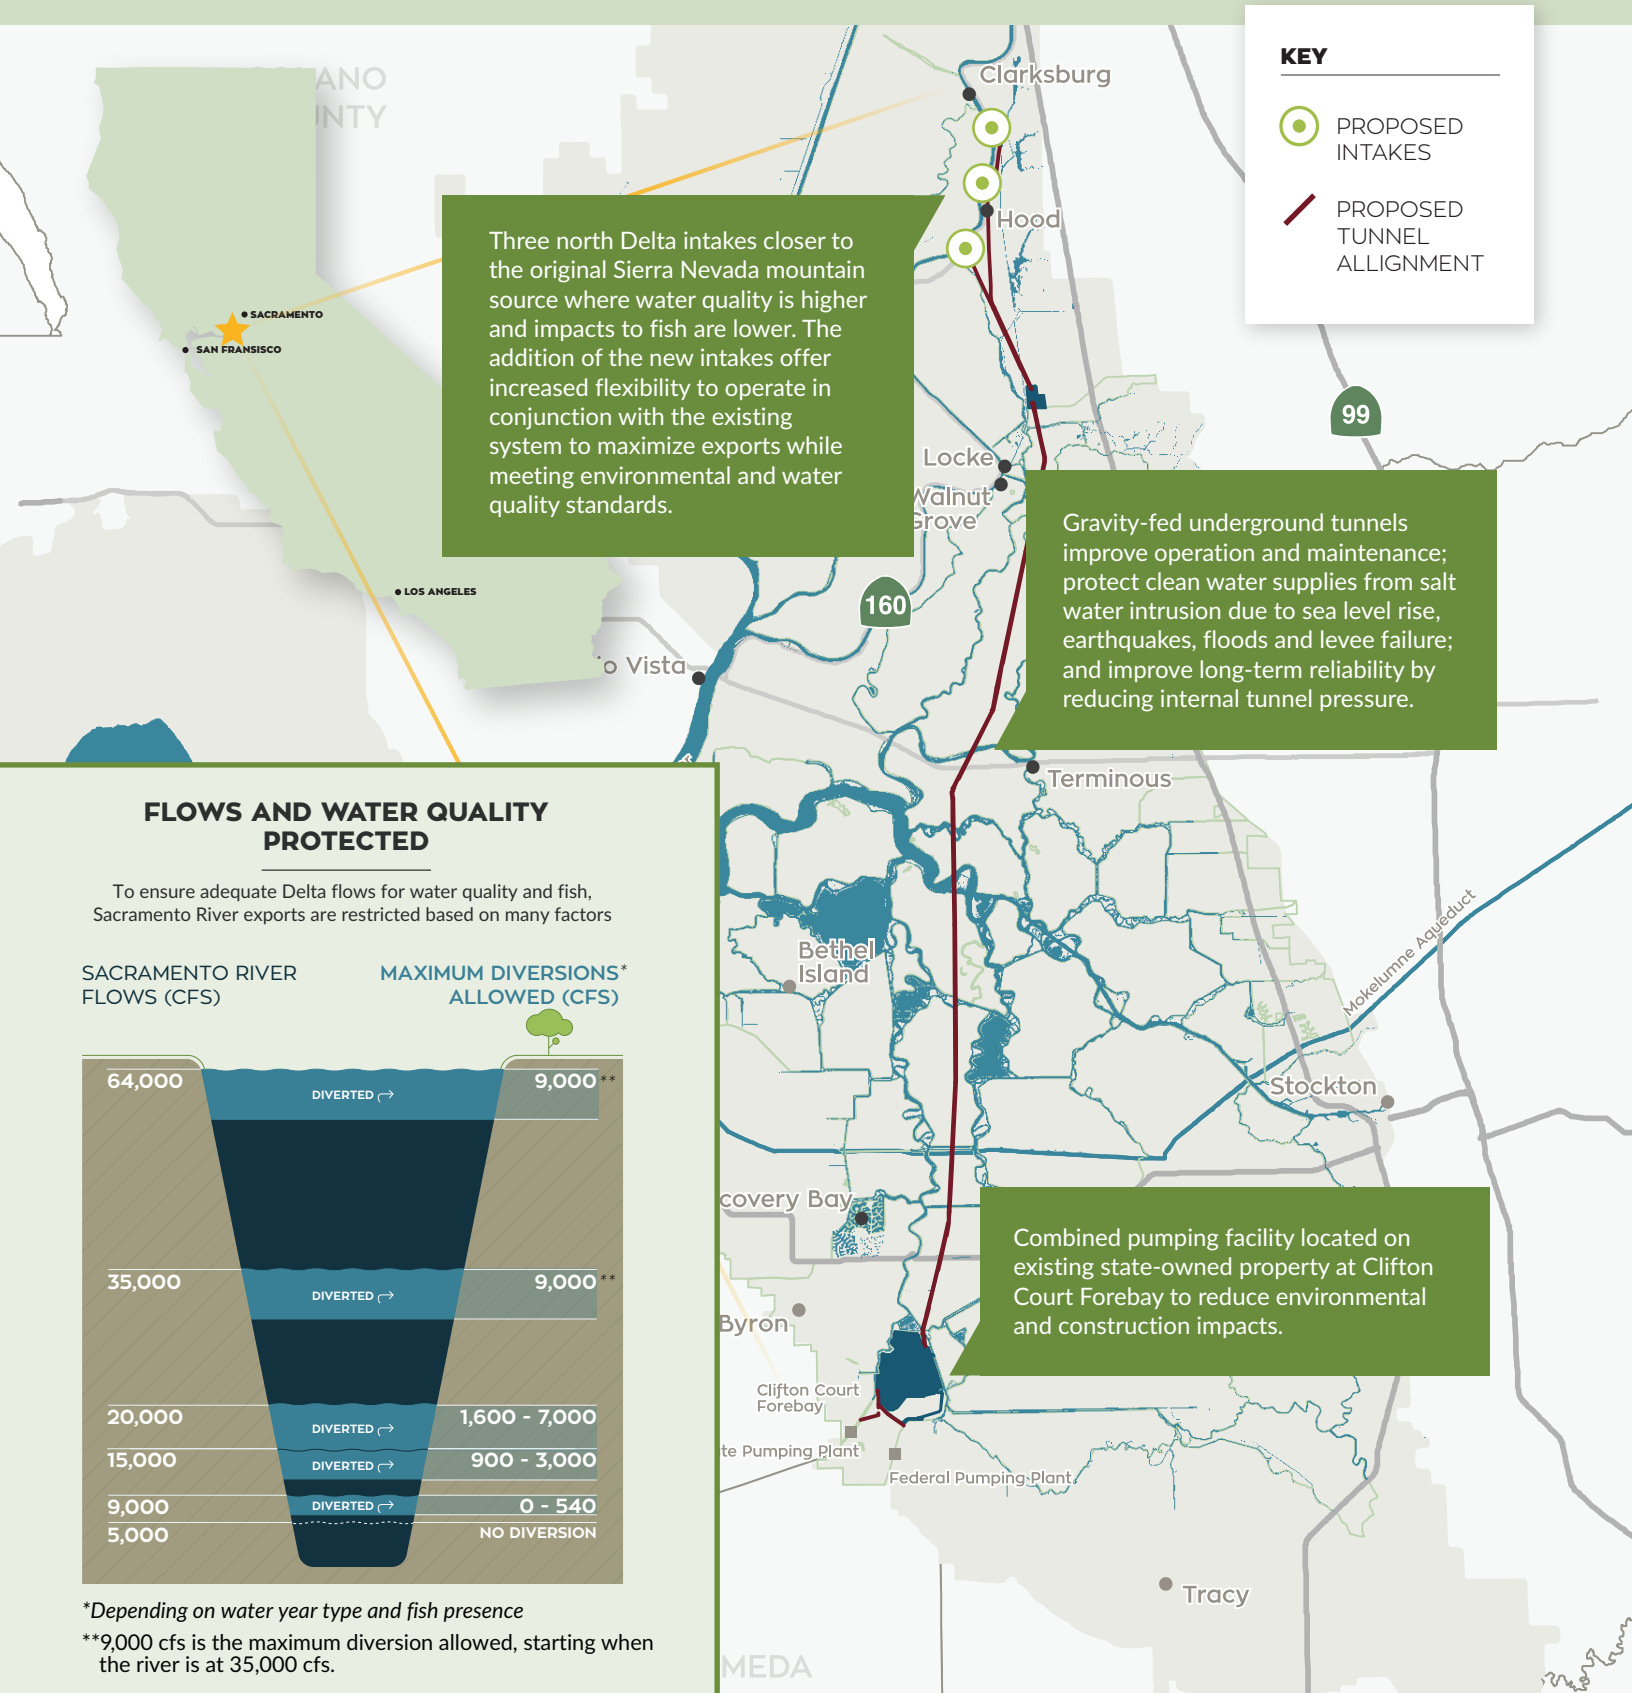 ANO
NTY
Clarksburg
KEY
PROPOSED
INTAKES
PROPOSED
TUNNEL
ALLIGNMENT
Hood
Three north Delta intakes closer to
the original Sierra Nevada mountain
source where water quality is higher
and impacts to fish are lower. The
addition of the new intakes offer
increased flexibility to operate in
conjunction with the existing
system to maximize exports while
meeting environmental and water
quality standards.
SACRAMENTO
SAN FRANSISCO
LOS ANGELES
99
Locke
Walnut
Grove
160
Gravity-fed underground tunnels
improve operation and maintenance;
protect clean water supplies from salt
water intrusion due to sea level rise,
earthquakes, floods and levee failure;
and improve long-term reliability by
reducing internal tunnel pressure.
o Vista
Terminous
Bethel
Island
Mokelumne Aqueduct
Stockton
covery Bay
Combined pumping facility located on
existing state-owned property at Clifton
Court Forebay to reduce environmental
and construction impacts.
Byron
Clifton Court
Forebay
te Pumping Plant
Federal Pumping Plant
Tracy
MEDA
FLOWS AND WATER QUALITY
PROTECTED
To ensure adequate Delta flows for water quality and fish,
Sacramento River exports are restricted based on many factors
SACRAMENTO RIVER
FLOWS (CFS)
MAXIMUM DIVERSIONS*
ALLOWED (CFS)
64,000 DIVERTED 9,000**
35,000 DIVERTED 9,000**
20,000 DIVERTED 1,600 - 7,000
15,000 DIVERTED 900 - 3,000
9,000 DIVERTED 0 - 540
5,000 NO DIVERSION
*Depending on water year type and fish presence
**9,000 cfs is the maximum diversion allowed, starting when
the river is at 35,000 cfs.